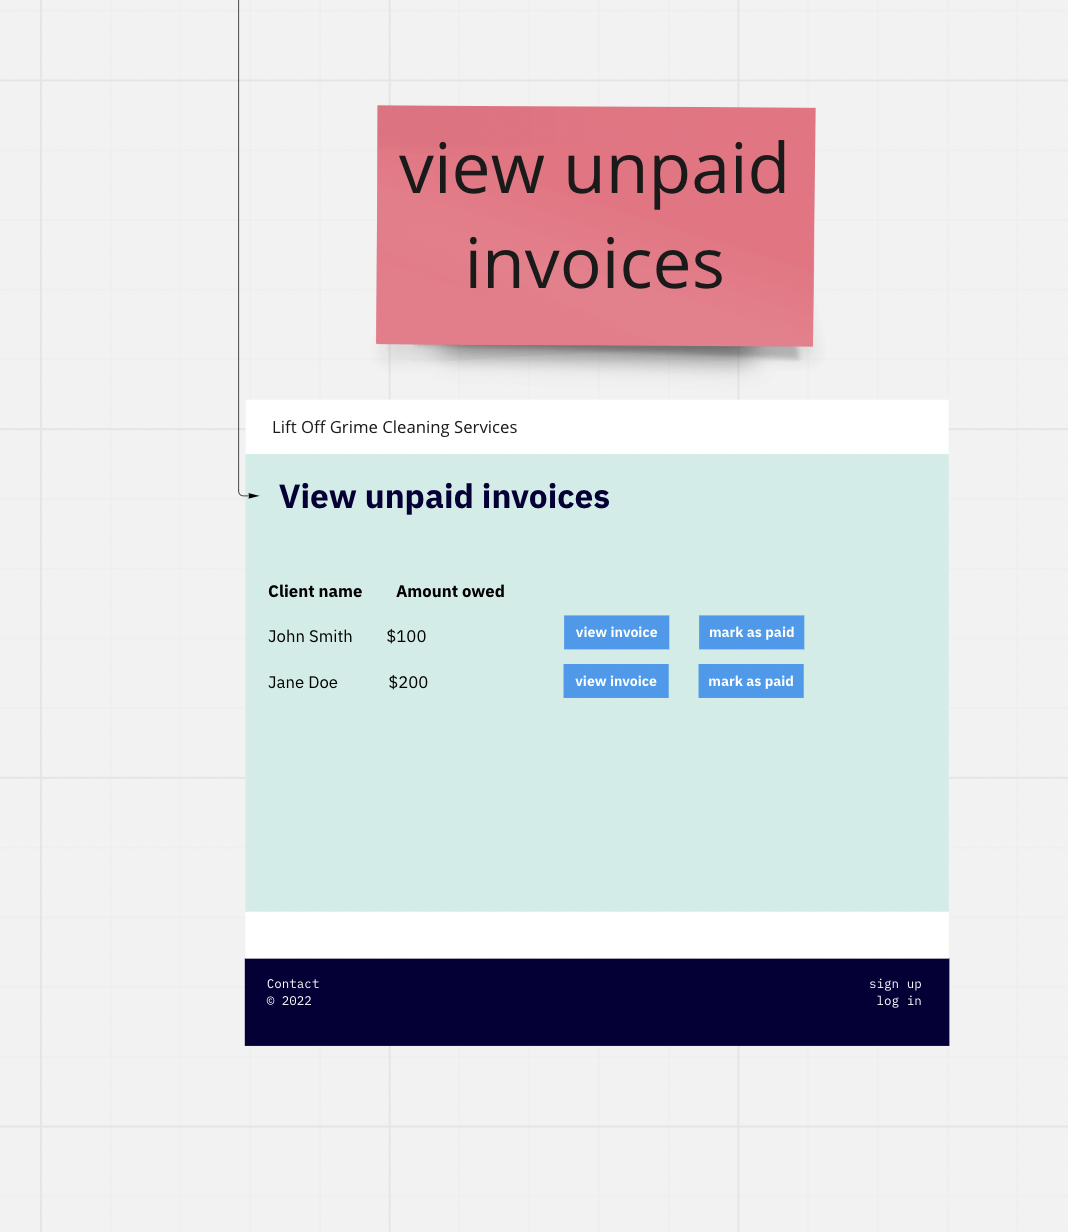 view unpaid
invoices
Lift Off Grime Cleaning Services
View unpaid invoices
Client name Amount owed
John Smith $100 view invoice mark as paid
Jane Doe $200 view invoice mark as paid
Contact sign up
© 2022 log in